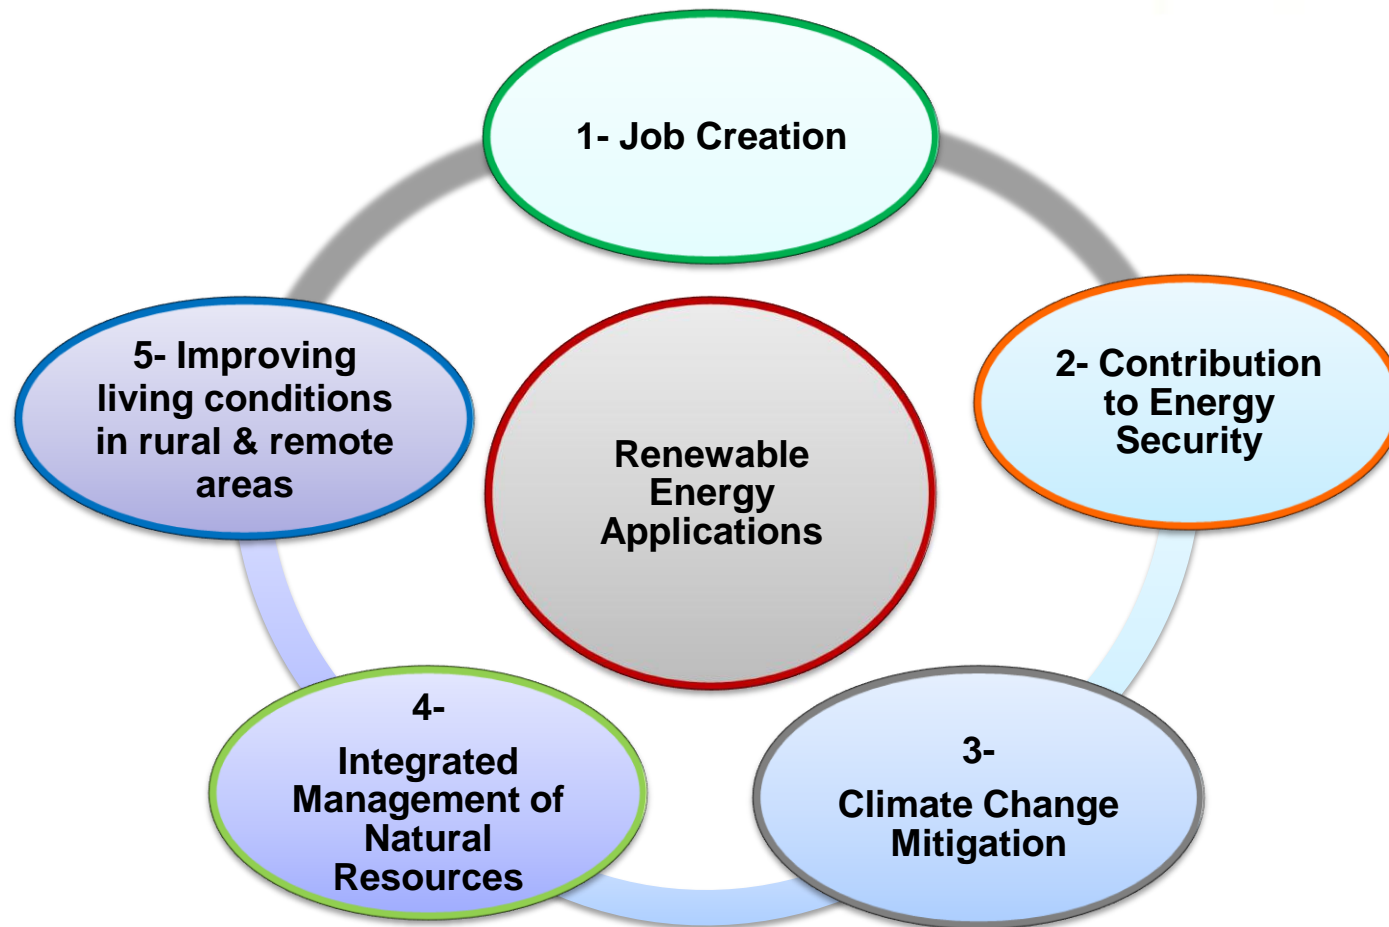 1- Job Creation
2- Contribution
to Energy
Security
3-
Climate Change
Mitigation
4-
Integrated
Management of
Natural
Resources
5- Improving
living conditions
in rural & remote
areas
Renewable
Energy
Applications